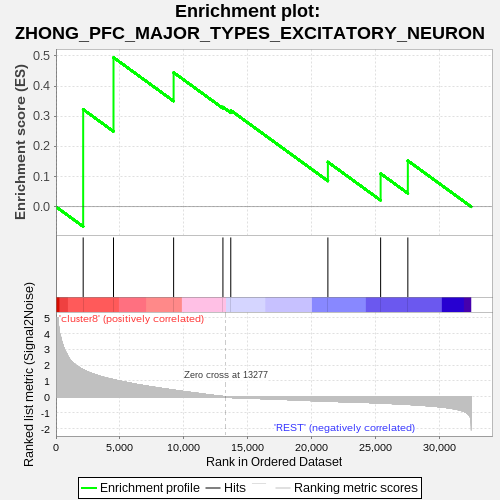 Enrichment plot:
ZHONG_PFC_MAJOR_TYPES_EXCITATORY_NEURON
Enrichment score (ES)
0.5
0.4
0.3
0.2
0.1
0.0
Ranked list metric (Signal2Noise)
5
4
3
2
1
0
-1
-2
'cluster8' (positively correlated)
Zero cross at 13277
'REST' (negatively correlated)
0
5,000
10,000
15,000
20,000
25,000
30,000
Rank in Ordered Dataset
Enrichment profile
Hits
Ranking metric scores